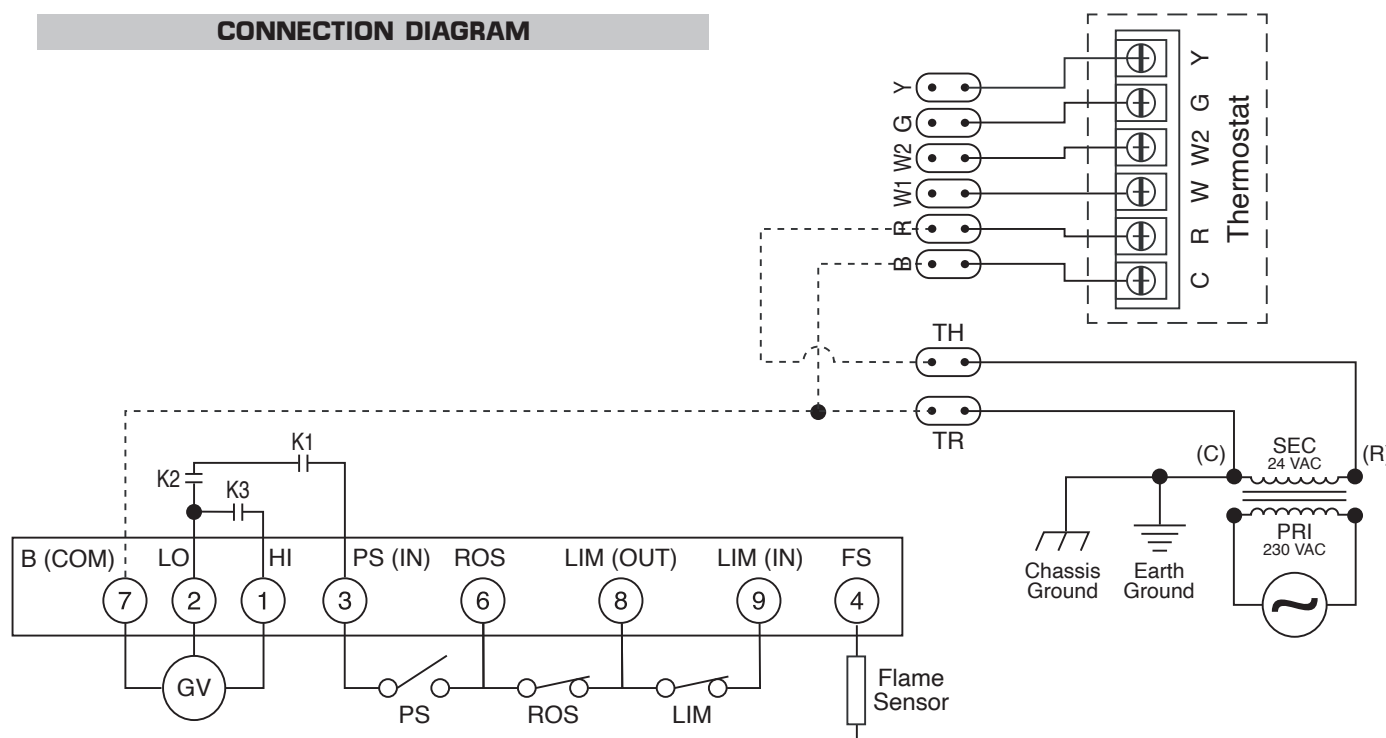 CONNECTION DIAGRAM
Y
G
W2
W1
R
B
Y
G
W2
W
R
C
Thermostat
TH
TR
(C)
SEC
24 VAC
(R)
PRI
230 VAC
Chassis
Ground
Earth
Ground
K1
K2
K3
B (COM) LO HI PS (IN) ROS LIM (OUT) LIM (IN) FS
7 2 1 3 6 8 9 4
GV
PS
ROS
LIM
Flame
Sensor